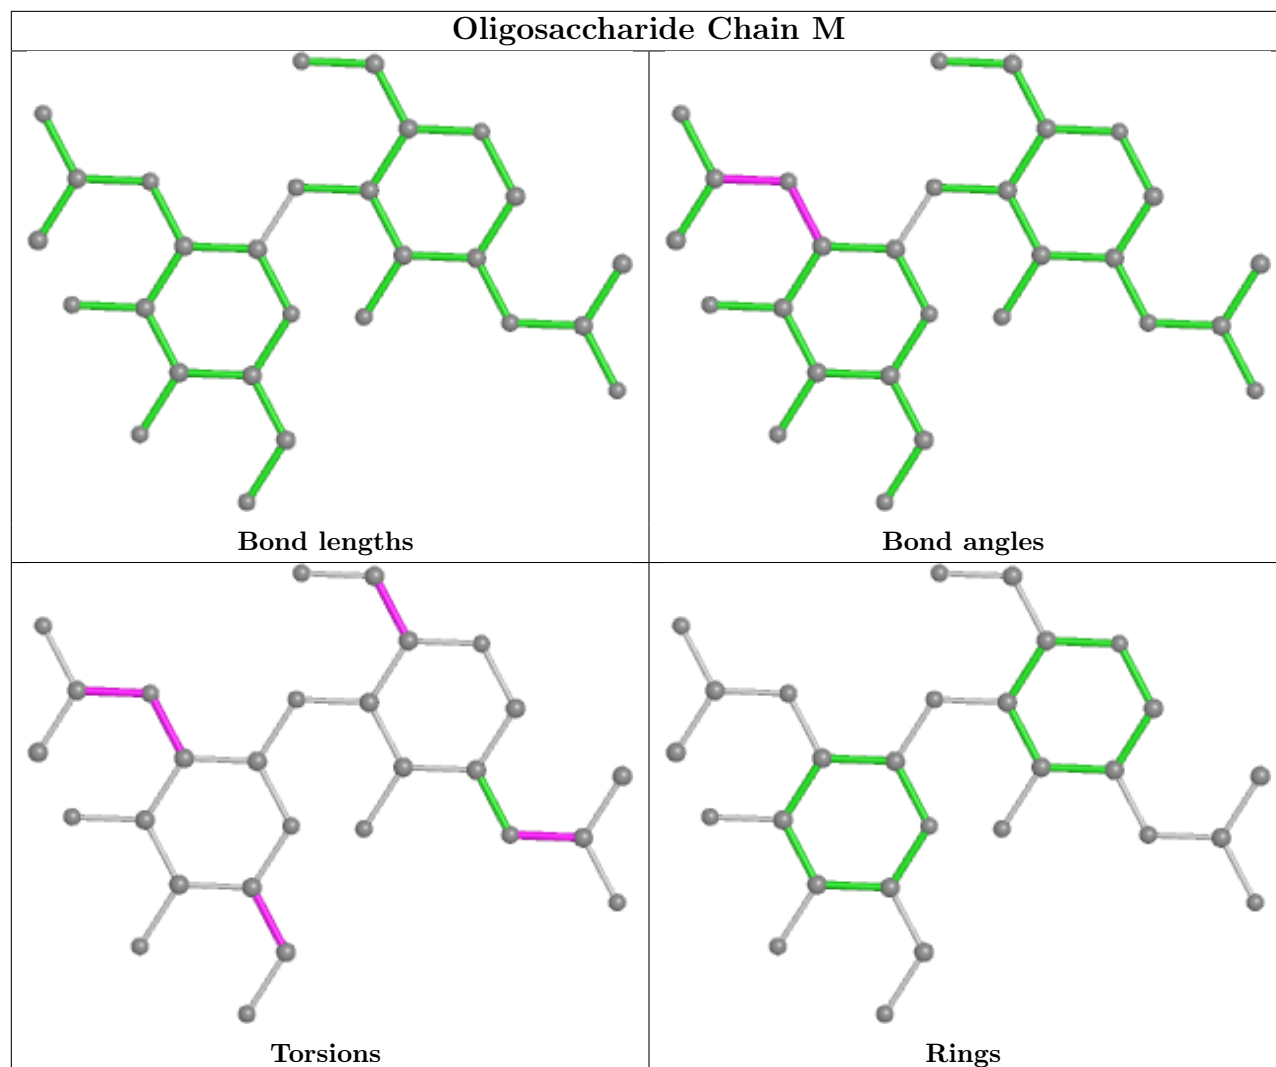 Oligosaccharide Chain M
Bond lengths
Bond angles
Torsions
Rings